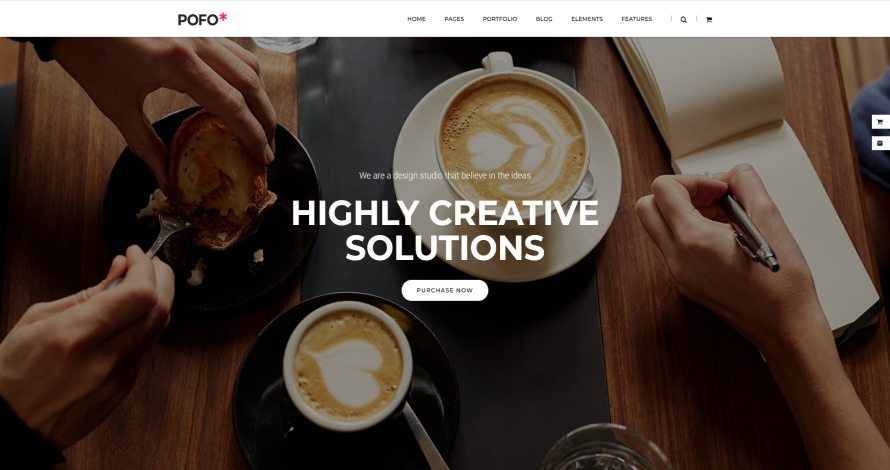 POFO*
HOME PAGES PORTFOLIO BLOG ELEMENTS FEATURES
We are a design studio that believe in the ideas
HIGHLY CREATIVE
SOLUTIONS
PURCHASE NOW